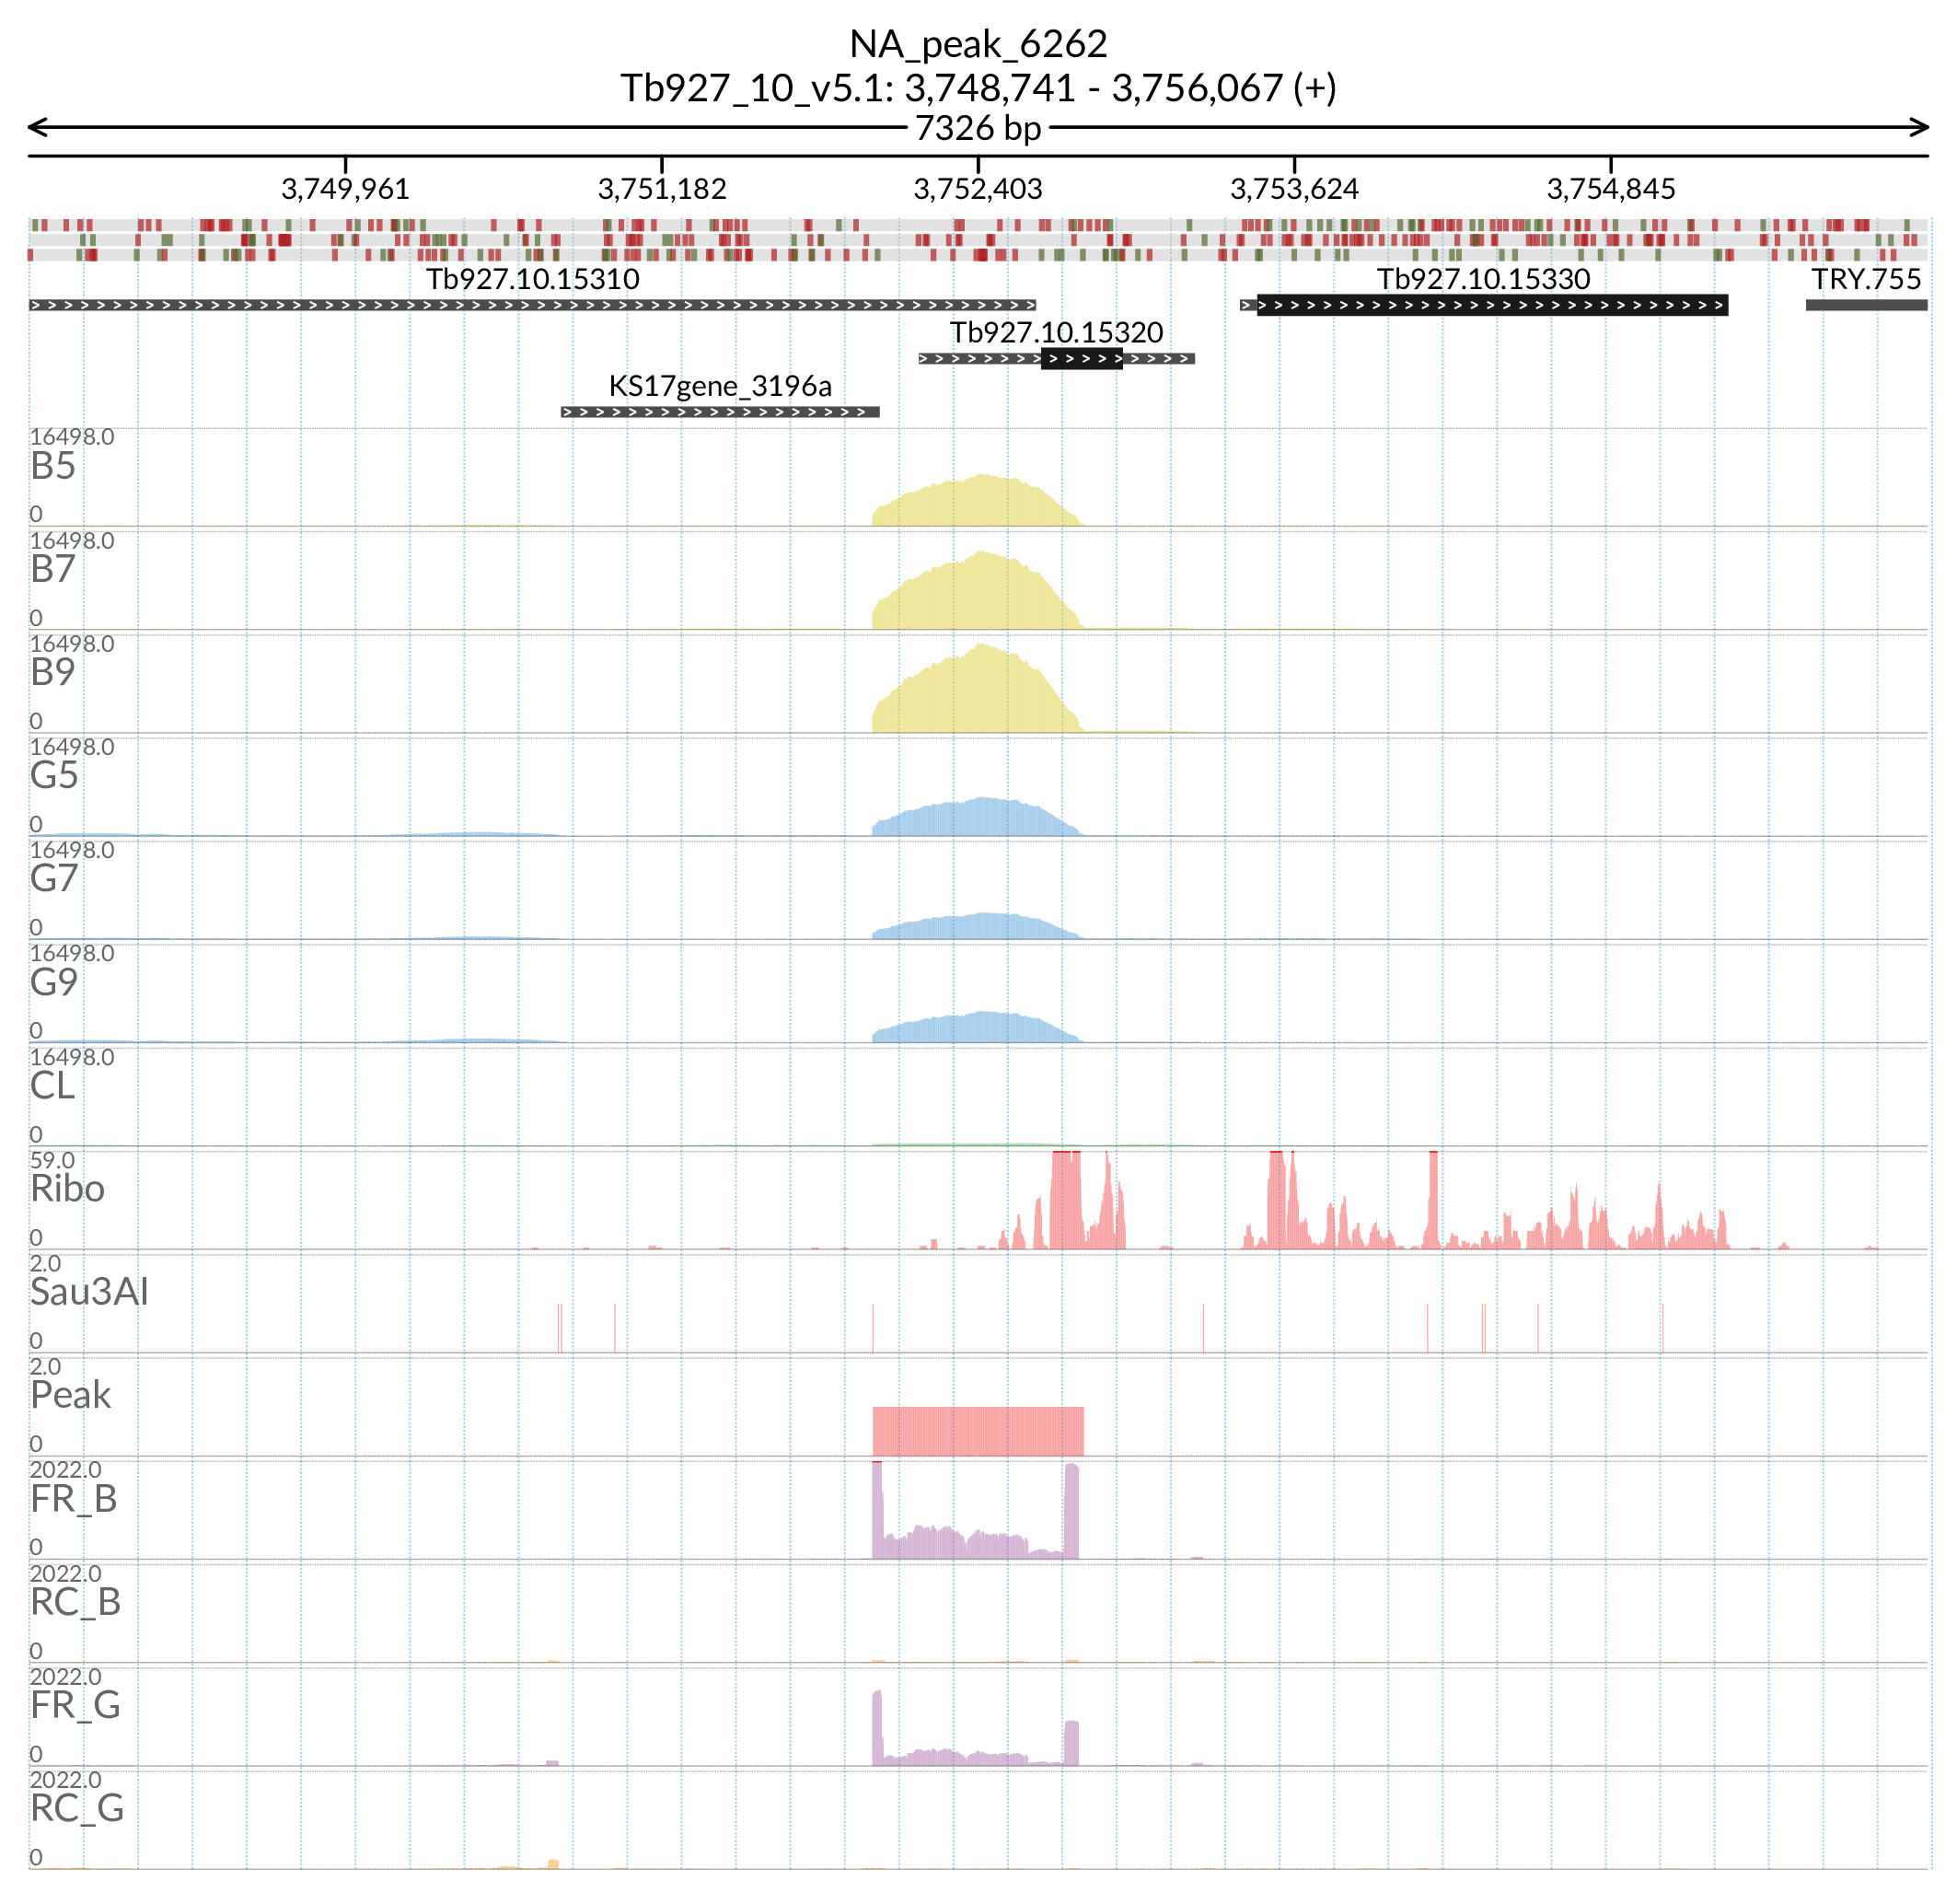 NA_peak_6262
Tb927_10_v5.1: 3,748,741 - 3,756,067 (+)
7326 bp
3,749,961 3,751,182 3,752,403 3,753,624 3,754,845
Tb927.10.15310 Tb927.10.15330 TRY.755
Tb927.10.15320
KS17gene_3196a
16498.0
B5
0
16498.0
B7
0
16498.0
B9
0
16498.0
G5
0
16498.0
G7
0
16498.0
G9
0
16498.0
CL
0
59.0
Ribo
0
2.0
Sau3AI
0
2.0
Peak
0
2022.0
FR_B
0
2022.0
RC_B
0
2022.0
FR_G
0
2022.0
RC_G
0